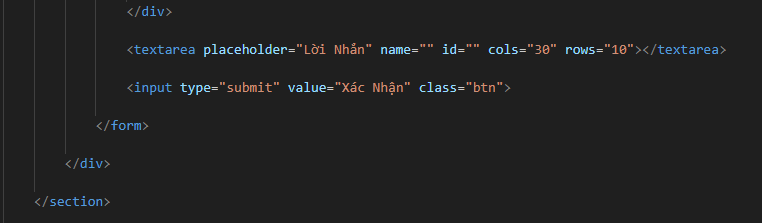 </div>
<textarea placeholder="Lời Nhắn" name="" id="" cols="30" rows="10"></textarea>
<input type="submit" value="Xác Nhận" class="btn">
</form>
</div>
</section>